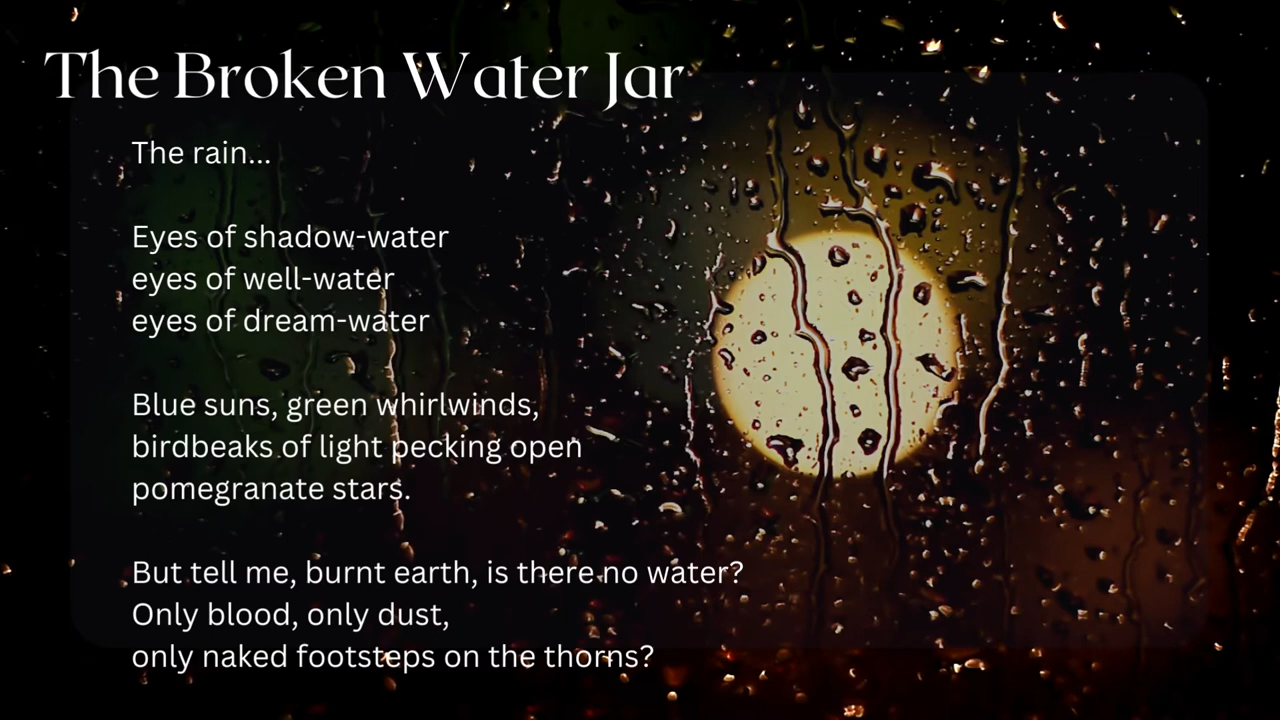 The Broken Water Jar
The rain...
Eyes of shadow-water
eyes of well-water
eyes of dream-water
Blue suns, green whirlwinds,
birdbeaks of light pecking open
pomegranate stars.
But tell me, burnt earth, is there no water?
Only blood, only dust,
only naked footsteps on the thorns?